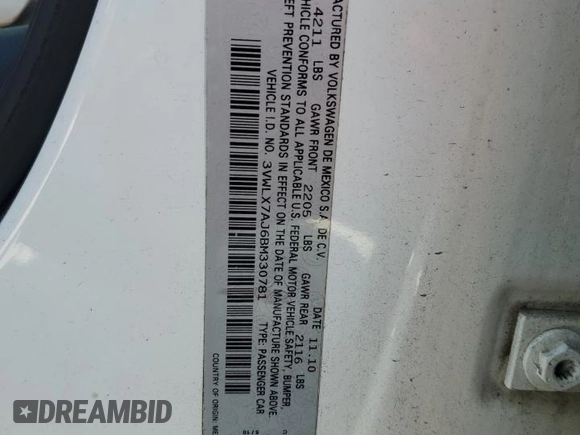 ACTURED BY VOLKSWAGEN DE MEXICO S.A. DE C.V. DATE 11.10
4211 LBS GAWR FRONT 2205 LBS GAWR REAR 2116 LBS
EHICLE CONFORMS TO ALL APPLICABLE U.S. FEDERAL MOTOR VEHICLE SAFETY, BUMPER,
EFT PREVENTION STANDARDS IN EFFECT ON THE DATE OF MANUFACTURE SHOWN ABOVE.
VEHICLE I.D. NO. 3VWLX7AJ6BM330781 TYPE: PASSENGER CAR
COUNTRY OF ORIGIN: ME
DREAMBID